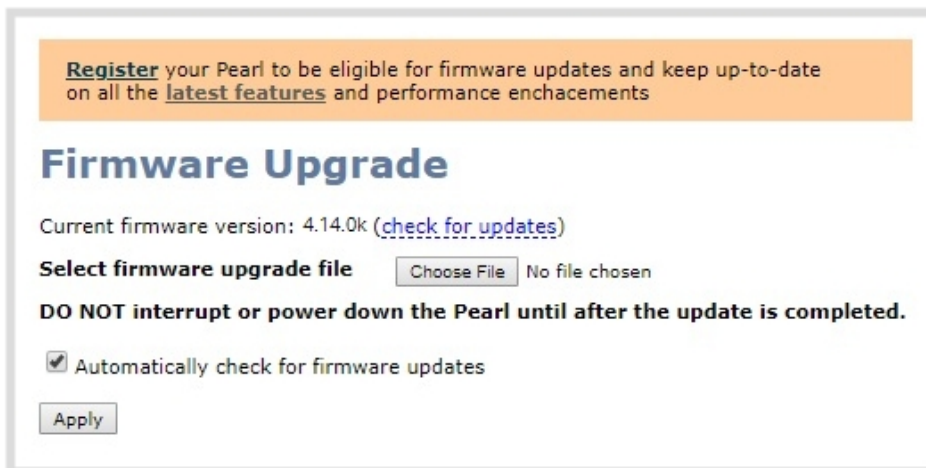 Register your Pearl to be eligible for firmware updates and keep up-to-date
on all the latest features and performance enchacements
Firmware Upgrade
Current firmware version: 4.14.0k (check for updates)
Select firmware upgrade file Choose File No file chosen
DO NOT interrupt or power down the Pearl until after the update is completed.
Automatically check for firmware updates
Apply